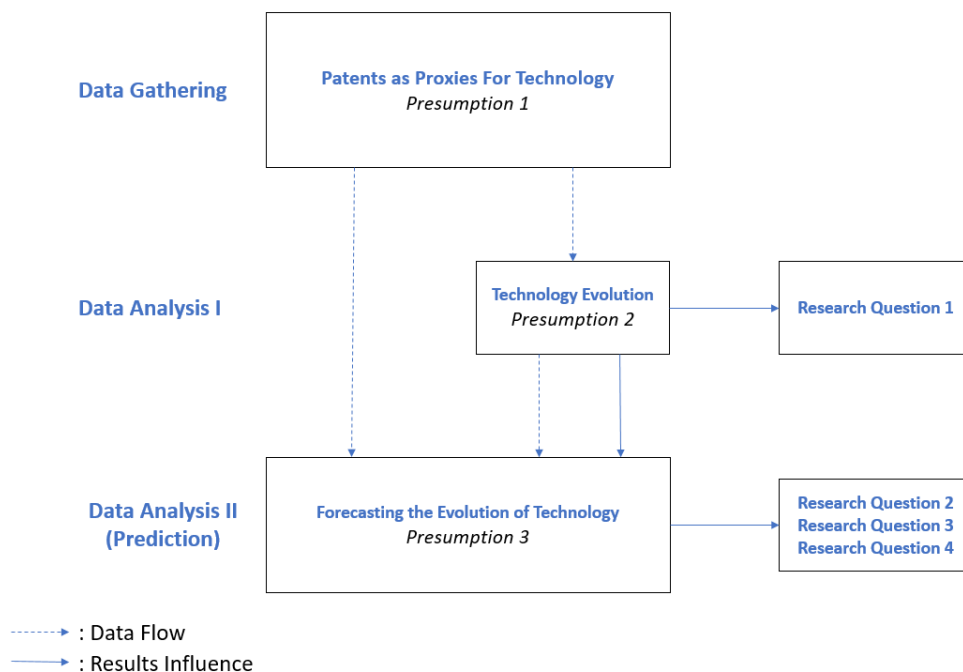 Data Gathering
Patents as Proxies For Technology
Presumption 1
Data Analysis I
Technology Evolution
Presumption 2
Research Question 1
Data Analysis II
(Prediction)
Forecasting the Evolution of Technology
Presumption 3
Research Question 2
Research Question 3
Research Question 4
: Data Flow
: Results Influence